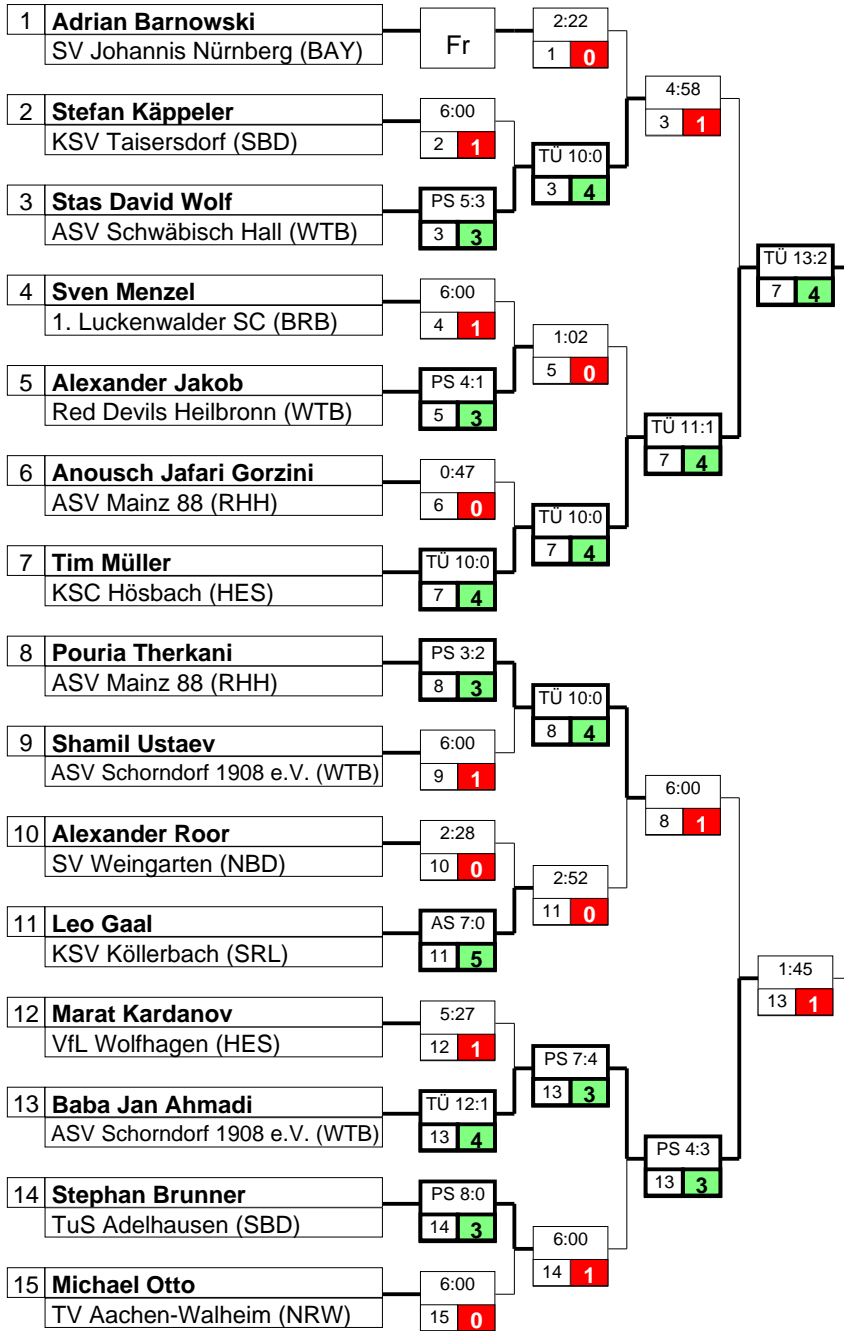 1 Adrian Barnowski
SV Johannis Nürnberg (BAY)
Fr
2:22
1 0
4:58
3 1
2 Stefan Käppeler
KSV Taisersdorf (SBD)
6:00
2 1
TÜ 10:0
3 4
3 Stas David Wolf
ASV Schwäbisch Hall (WTB)
PS 5:3
3 3
TÜ 13:2
7 4
4 Sven Menzel
1. Luckenwalder SC (BRB)
6:00
4 1
1:02
5 0
5 Alexander Jakob
Red Devils Heilbronn (WTB)
PS 4:1
5 3
TÜ 11:1
7 4
6 Anousch Jafari Gorzini
ASV Mainz 88 (RHH)
0:47
6 0
TÜ 10:0
7 4
7 Tim Müller
KSC Hösbach (HES)
TÜ 10:0
7 4
8 Pouria Therkani
ASV Mainz 88 (RHH)
PS 3:2
8 3
TÜ 10:0
8 4
9 Shamil Ustaev
ASV Schorndorf 1908 e.V. (WTB)
6:00
9 1
6:00
8 1
10 Alexander Roor
SV Weingarten (NBD)
2:28
10 0
2:52
11 0
11 Leo Gaal
KSV Köllerbach (SRL)
AS 7:0
11 5
1:45
13 1
12 Marat Kardanov
VfL Wolfhagen (HES)
5:27
12 1
PS 7:4
13 3
13 Baba Jan Ahmadi
ASV Schorndorf 1908 e.V. (WTB)
TÜ 12:1
13 4
PS 4:3
13 3
14 Stephan Brunner
TuS Adelhausen (SBD)
PS 8:0
14 3
6:00
14 1
15 Michael Otto
TV Aachen-Walheim (NRW)
6:00
15 0